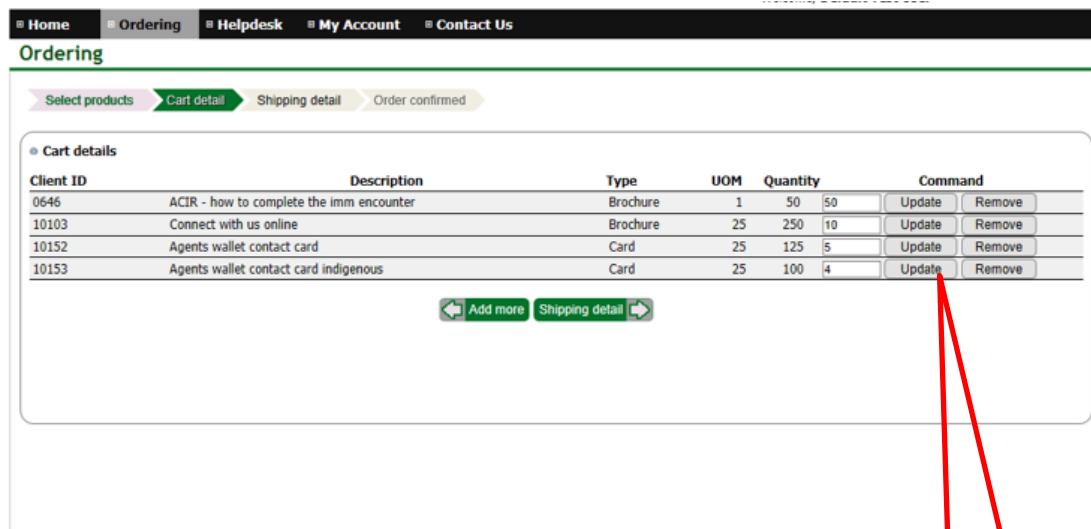 Home Ordering Helpdesk My Account Contact Us
Ordering
Select products Cart detail Shipping detail Order confirmed
Cart details
Client ID Description Type UOM Quantity Command
0646 ACIR - how to complete the imm encounter Brochure 1 50 50 Update Remove
10103 Connect with us online Brochure 25 250 10 Update Remove
10152 Agents wallet contact card Card 25 125 5 Update Remove
10153 Agents wallet contact card indigenous Card 25 100 4 Update Remove
Add more Shipping detail